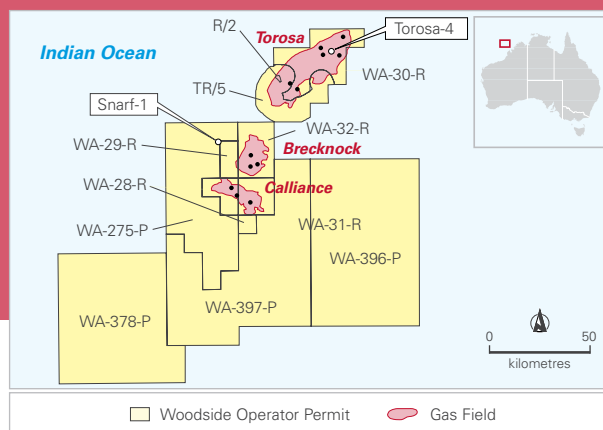 R/2
Torosa
Torosa-4
Indian Ocean
WA-30-R
TR/5
Snarf-1
WA-32-R
WA-29-R
Brecknock
WA-28-R
Calliance
WA-275-P
WA-31-R
WA-396-P
WA-397-P
WA-378-P
N
0 50
kilometres
Woodside Operator Permit
Gas Field